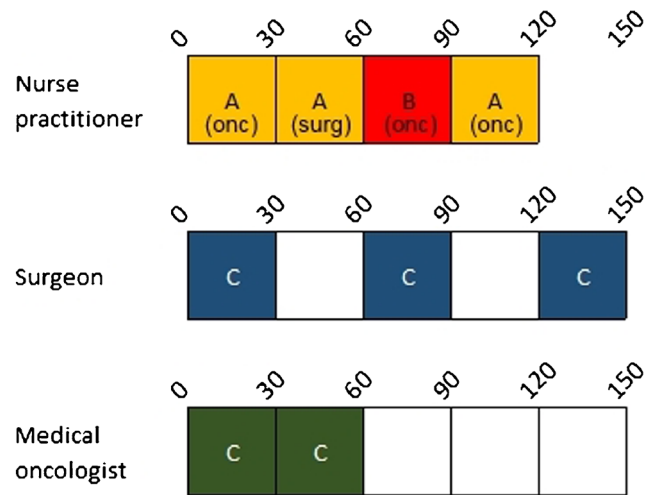 0 30 60 90 120 150
Nurse
practitioner
A A B A
(onc) (surg) (onc) (onc)
0 30 60 90 120 150
Surgeon
C C C
0 30 60 90 120 150
Medical
oncologist
C C